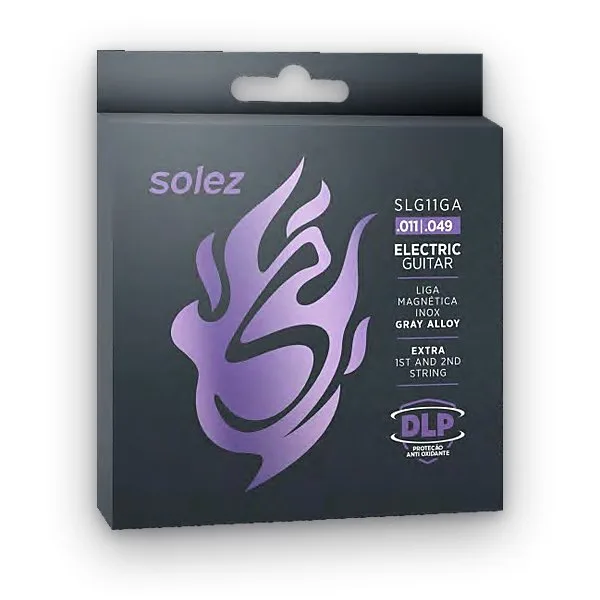 solez
SLG11GA
.011|.049
ELECTRIC
GUITAR
LIGA
MAGNÉTICA
INOX
GRAY ALLOY
EXTRA
1ST AND 2ND
STRING
DLP
PROTEÇÃO
ANTI OXIDANTE